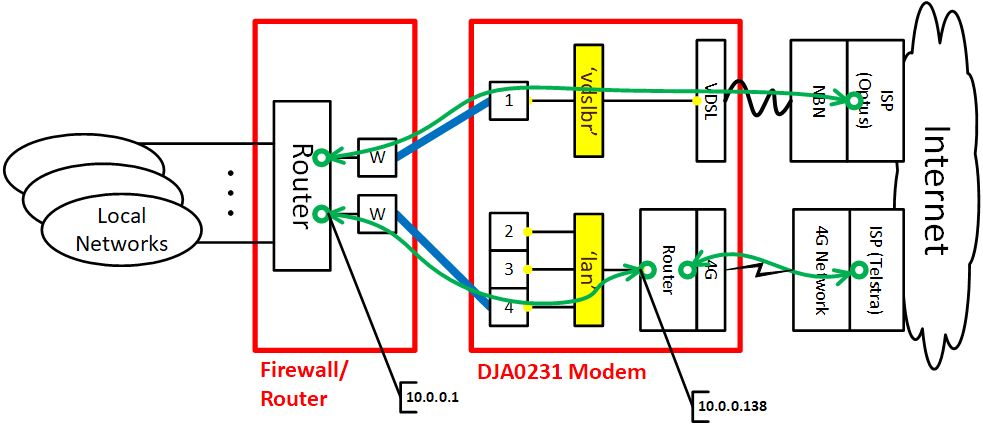 Local
Networks
Router
W
W
Firewall/
Router
10.0.0.1
1
2
3
4
‘vdslbr’
‘lan’
VDSL
Router
4G
DJA0231 Modem
10.0.0.138
NBN
ISP
(Optus)
4G Network
ISP (Telstra)
Internet